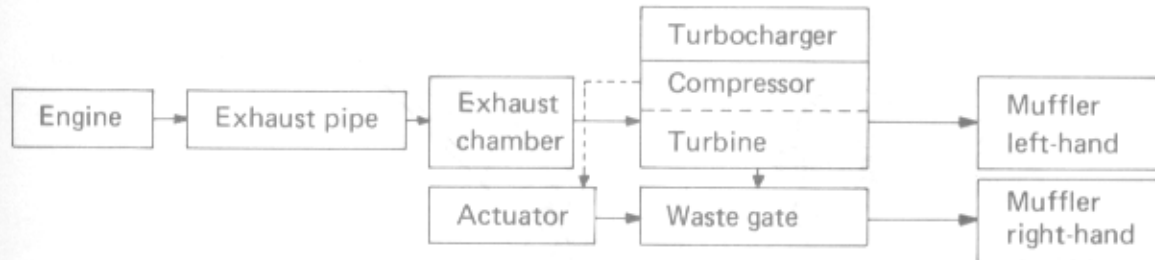 Engine
Exhaust pipe
Exhaust
chamber
Turbocharger
Compressor
Turbine
Muffler
left-hand
Actuator
Waste gate
Muffler
right-hand